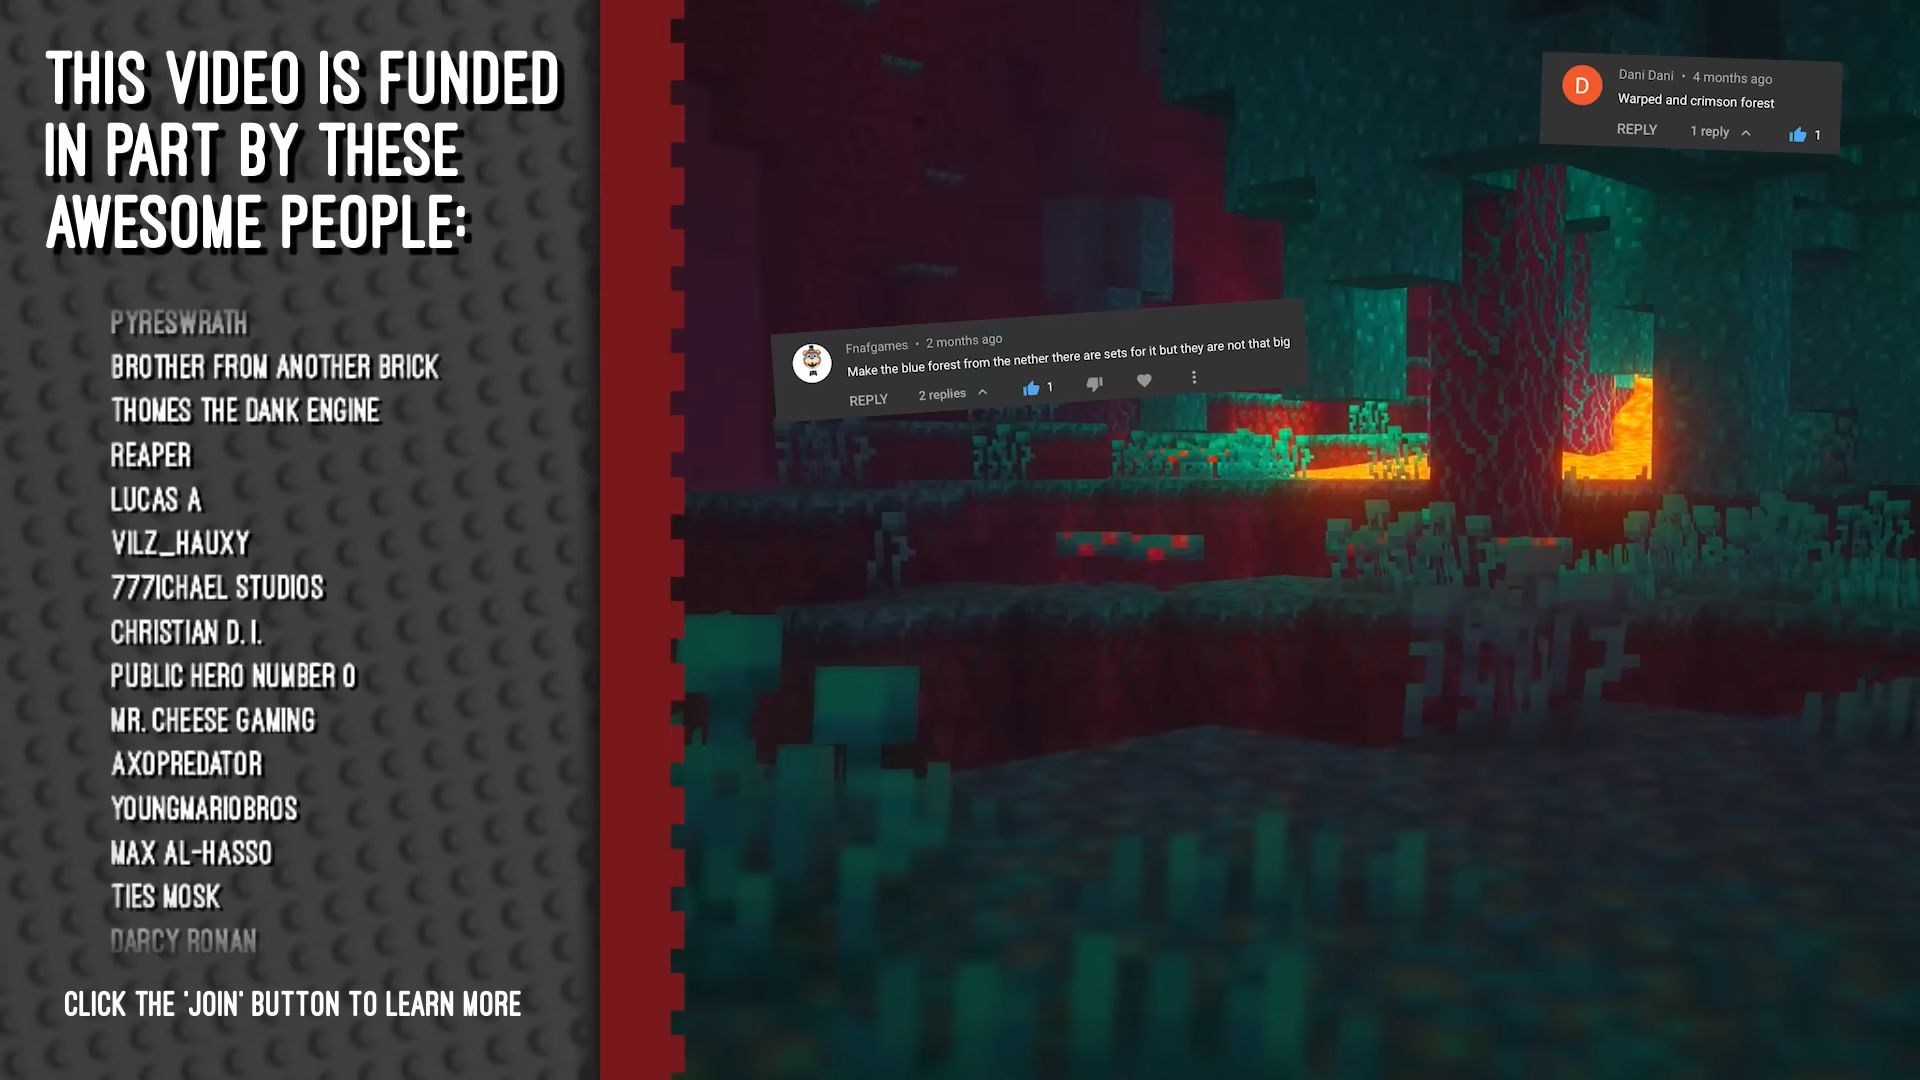 THIS VIDEO IS FUNDED
IN PART BY THESE
AWESOME PEOPLE:
PYRESWRATH
BROTHER FROM ANOTHER BRICK
THOMES THE DANK ENGINE
REAPER
LUCAS A
VILZ_HAUXY
777ICHAEL STUDIOS
CHRISTIAN D. I.
PUBLIC HERO NUMBER 0
MR. CHEESE GAMING
AXOPREDATOR
YOUNGMARIOBROS
MAX AL-HASSO
TIES MOSK
DARCY RONAN
CLICK THE 'JOIN' BUTTON TO LEARN MORE
D
Dani Dani • 4 months ago
Warped and crimson forest
REPLY 1 reply 1
Fnafgames • 2 months ago
Make the blue forest from the nether there are sets for it but they are not that big
REPLY 2 replies 1